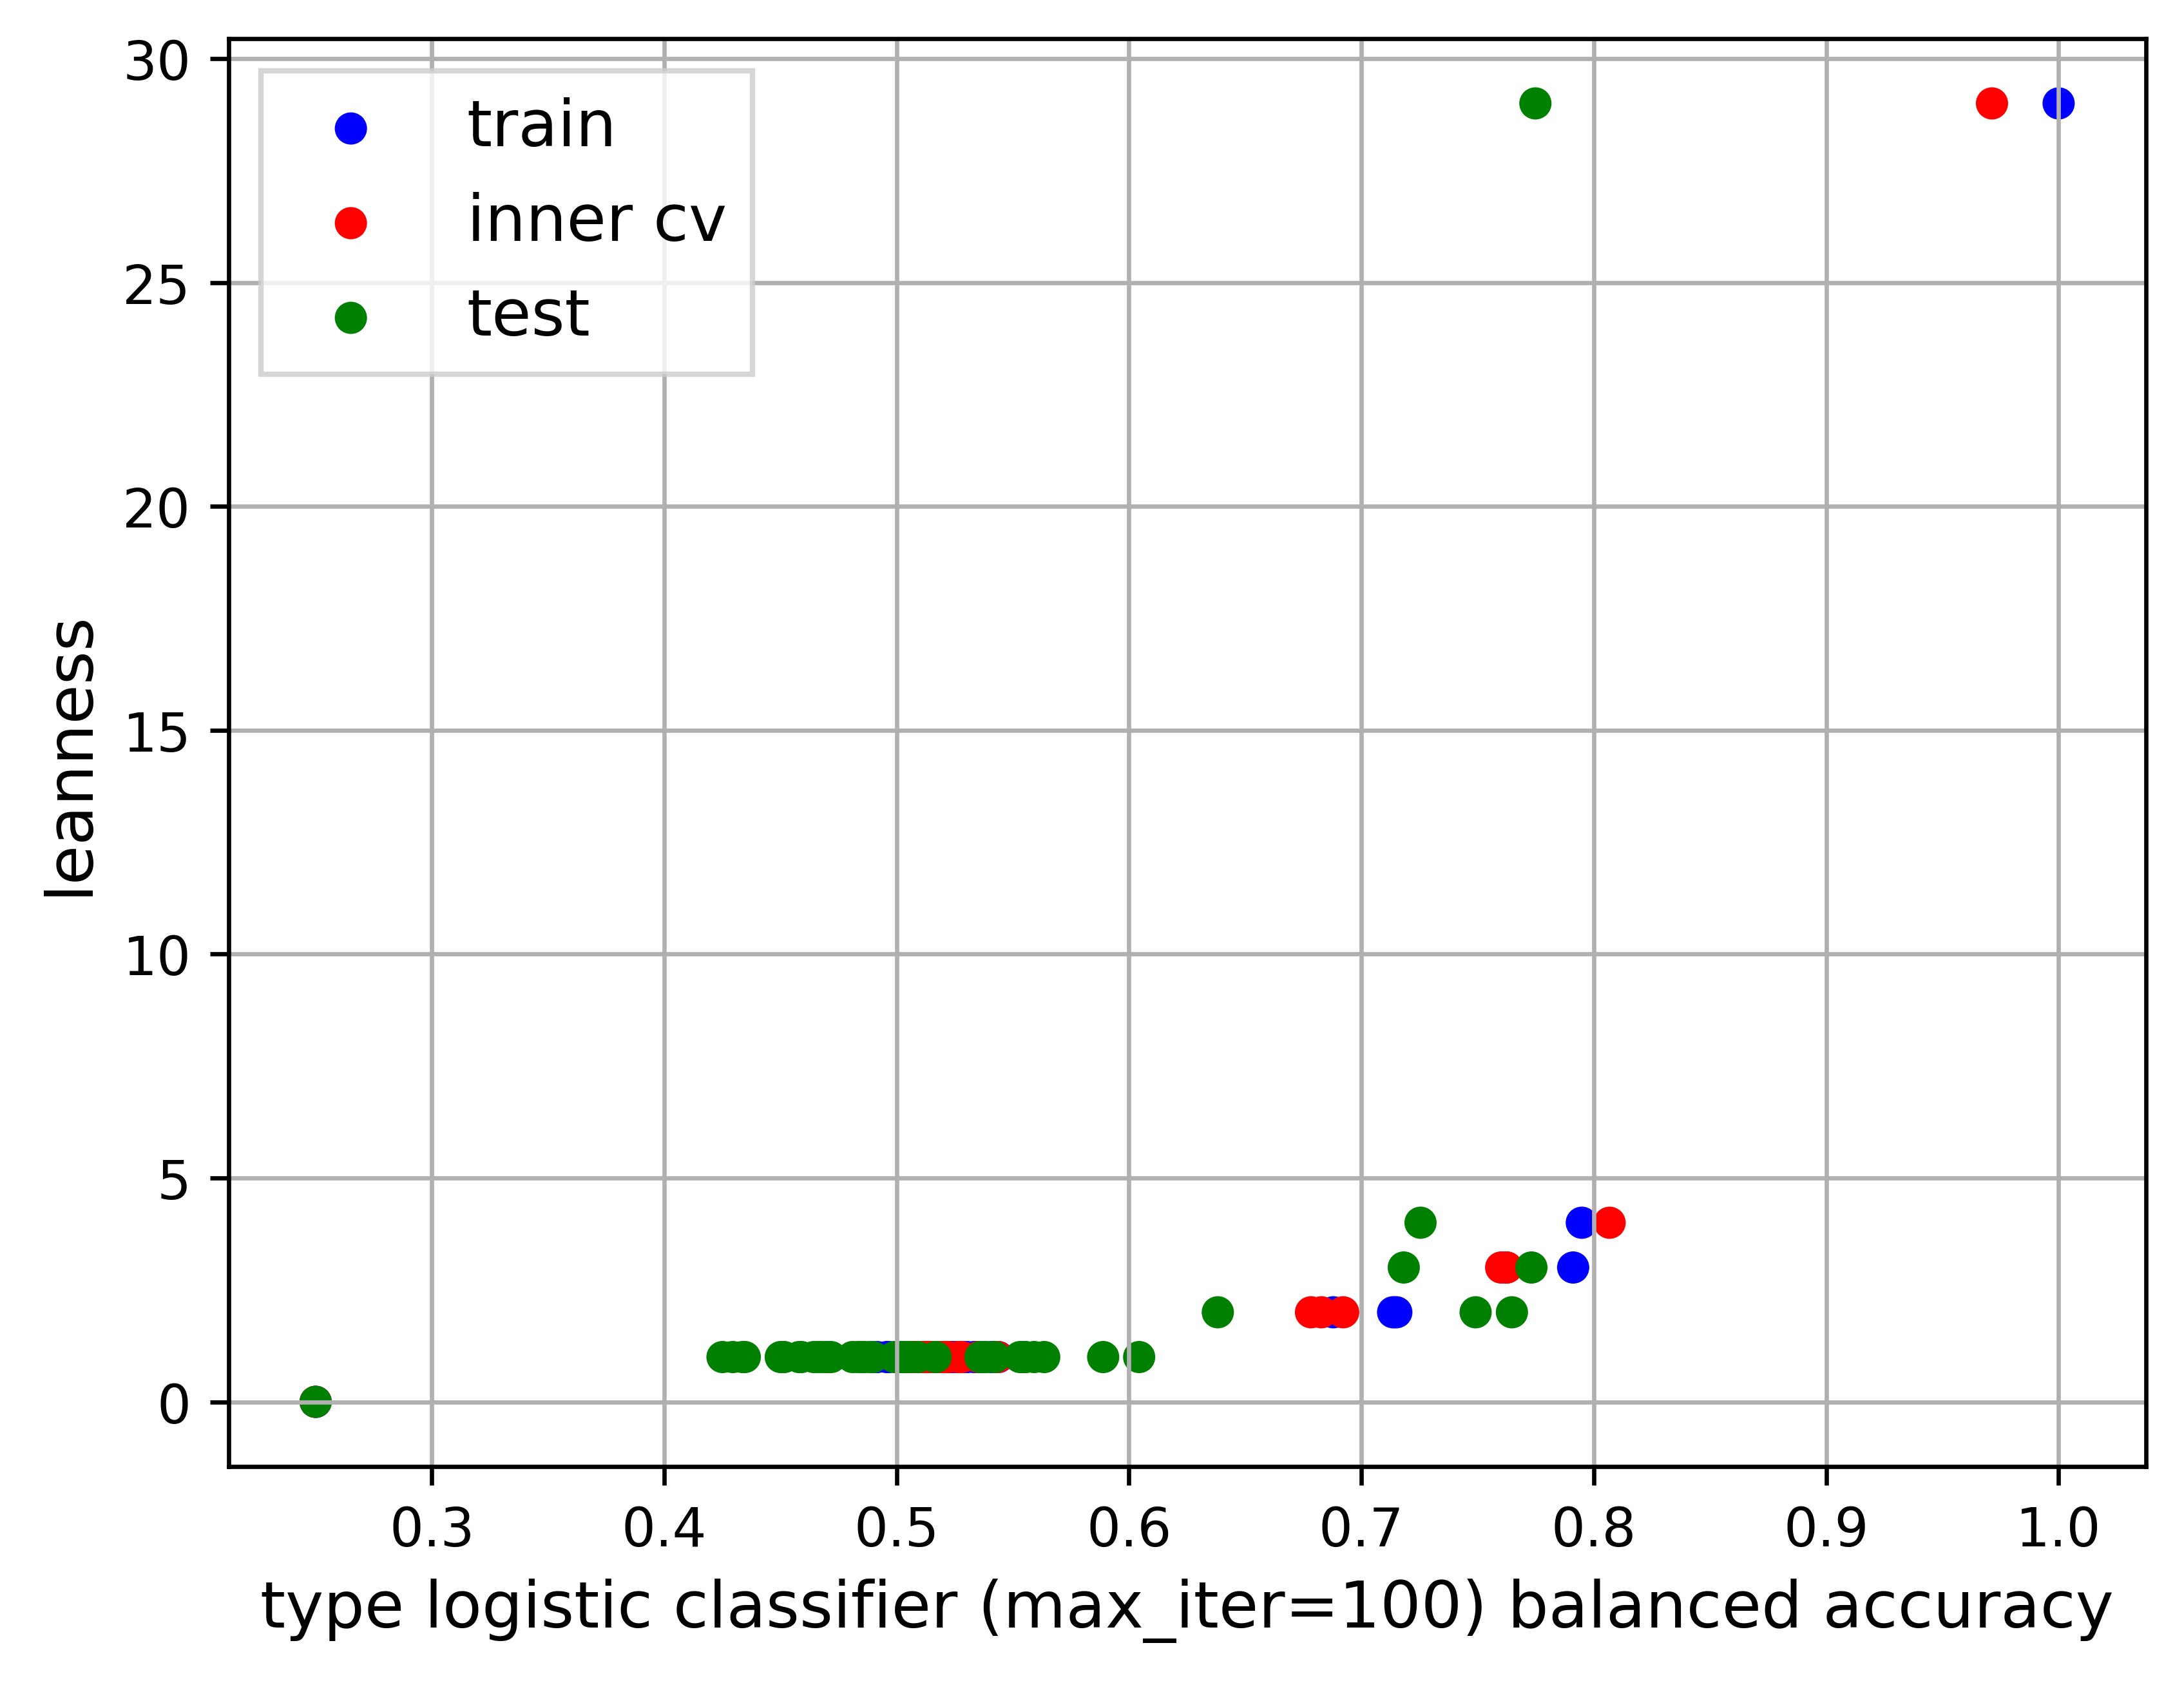 30
25
20
15
10
5
0
leanness
train
inner cv
test
0.3 0.4 0.5 0.6 0.7 0.8 0.9 1.0
type logistic classifier (max_iter=100) balanced accuracy